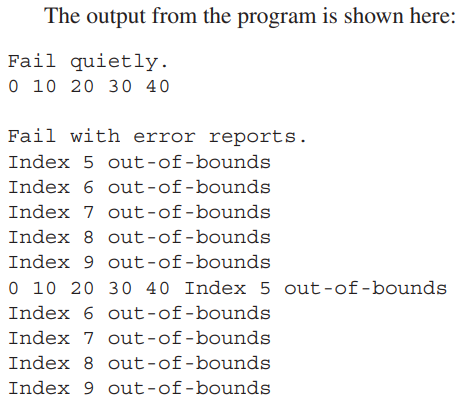 The output from the program is shown here:
Fail quietly.
0 10 20 30 40
Fail with error reports.
Index 5 out-of-bounds
Index 6 out-of-bounds
Index 7 out-of-bounds
Index 8 out-of-bounds
Index 9 out-of-bounds
0 10 20 30 40 Index 5 out-of-bounds
Index 6 out-of-bounds
Index 7 out-of-bounds
Index 8 out-of-bounds
Index 9 out-of-bounds